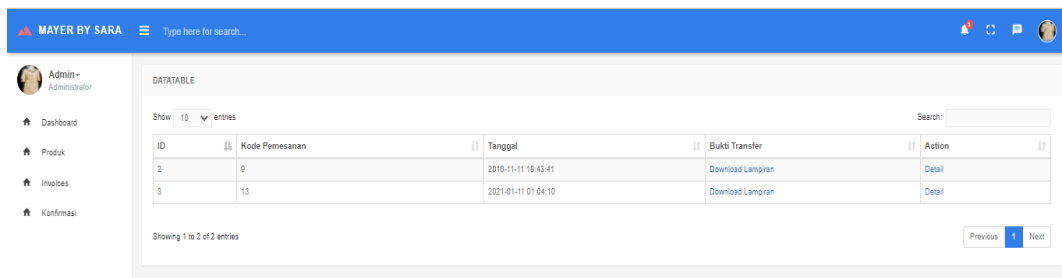 MAYER BY SARA Type here for search...
Admin
Administrator
Dashboard
Produk
Invoices
Konfirmasi
DATATABLE
Show 10 entries Search:
ID Kode Pemesanan Tanggal Bukti Transfer Action
2 9 2016-11-11 18:43:41 Download Lampiran Detail
3 13 2021-01-11 01:04:10 Download Lampiran Detail
Showing 1 to 2 of 2 entries Previous 1 Next